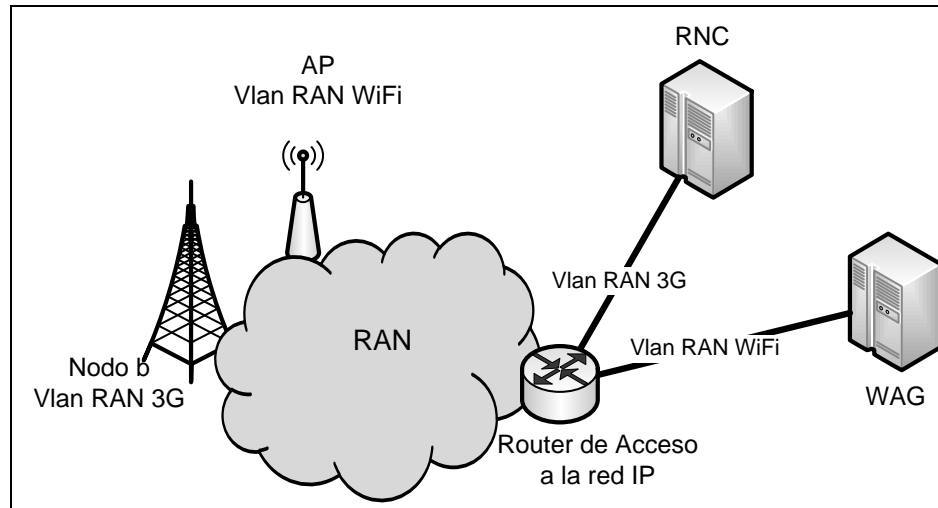 RNC
AP
Vlan RAN WiFi
Vlan RAN 3G
RAN
Vlan RAN WiFi
Nodo b
Vlan RAN 3G
WAG
Router de Acceso
a la red IP